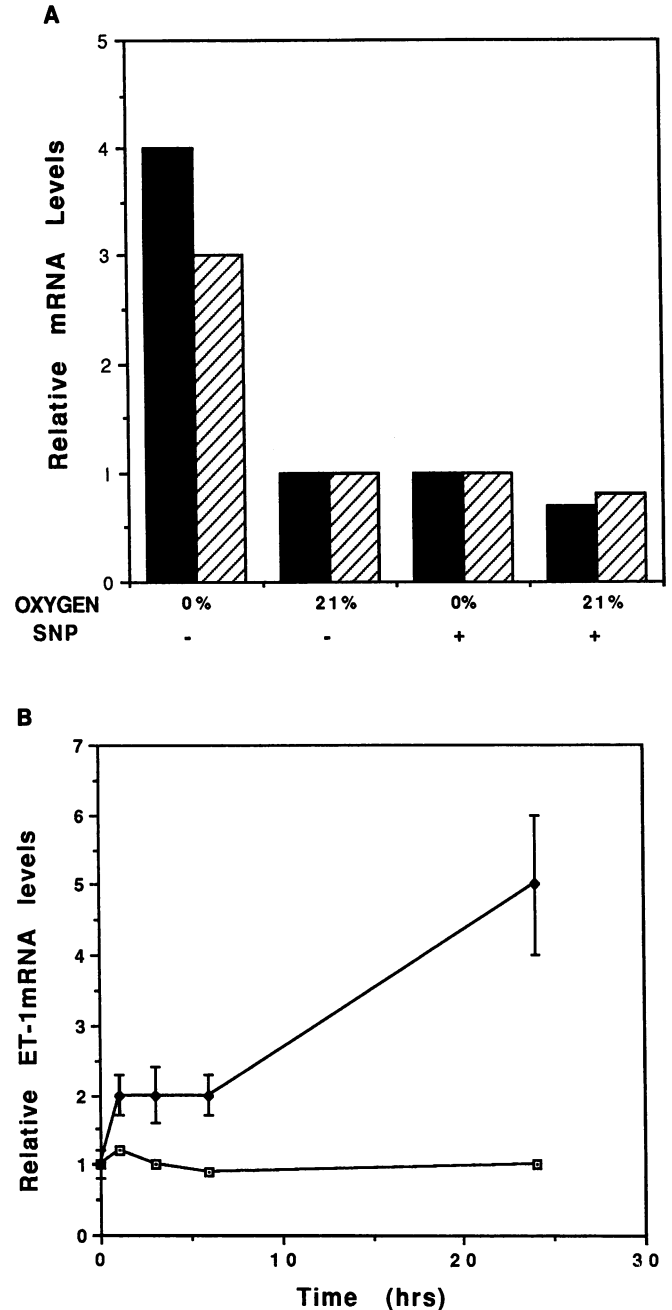 A
5
4
3
2
1
0
Relative mRNA Levels
OXYGEN 0% 21% 0% 21%
SNP - - + +
B
7
6
5
4
3
2
1
0
Relative ET-1mRNA levels
0 10 20 30
Time (hrs)